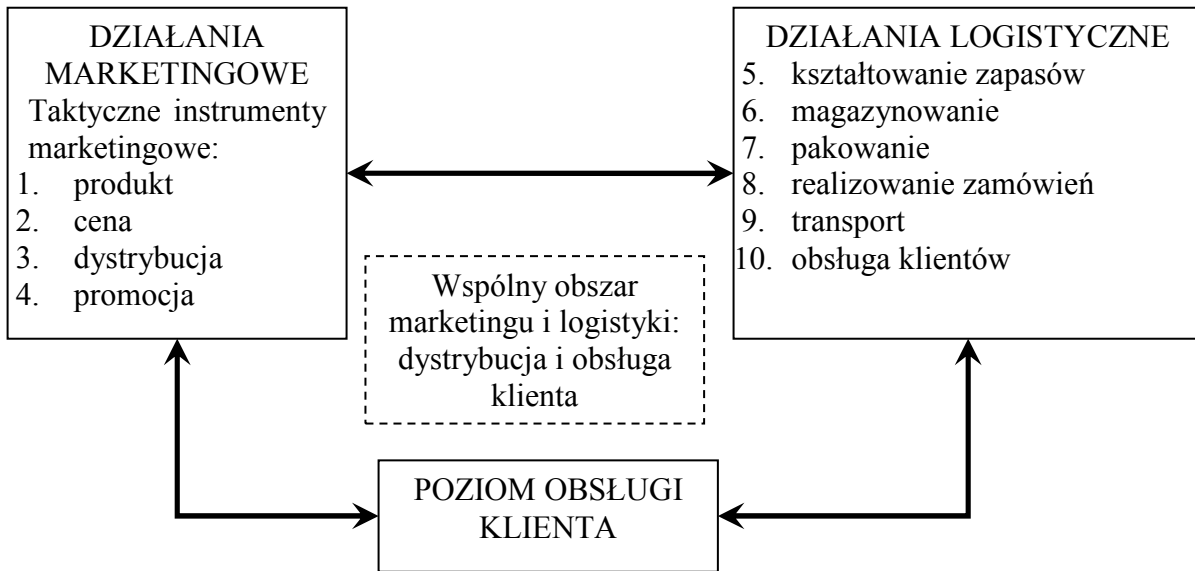 DZIAŁANIA
MARKETINGOWE
Taktyczne instrumenty
marketingowe:
1. produkt
2. cena
3. dystrybucja
4. promocja
DZIAŁANIA LOGISTYCZNE
5. kształtowanie zapasów
6. magazynowanie
7. pakowanie
8. realizowanie zamówień
9. transport
10. obsługa klientów
Wspólny obszar
marketingu i logistyki:
dystrybucja i obsługa
klienta
POZIOM OBSŁUGI
KLIENTA